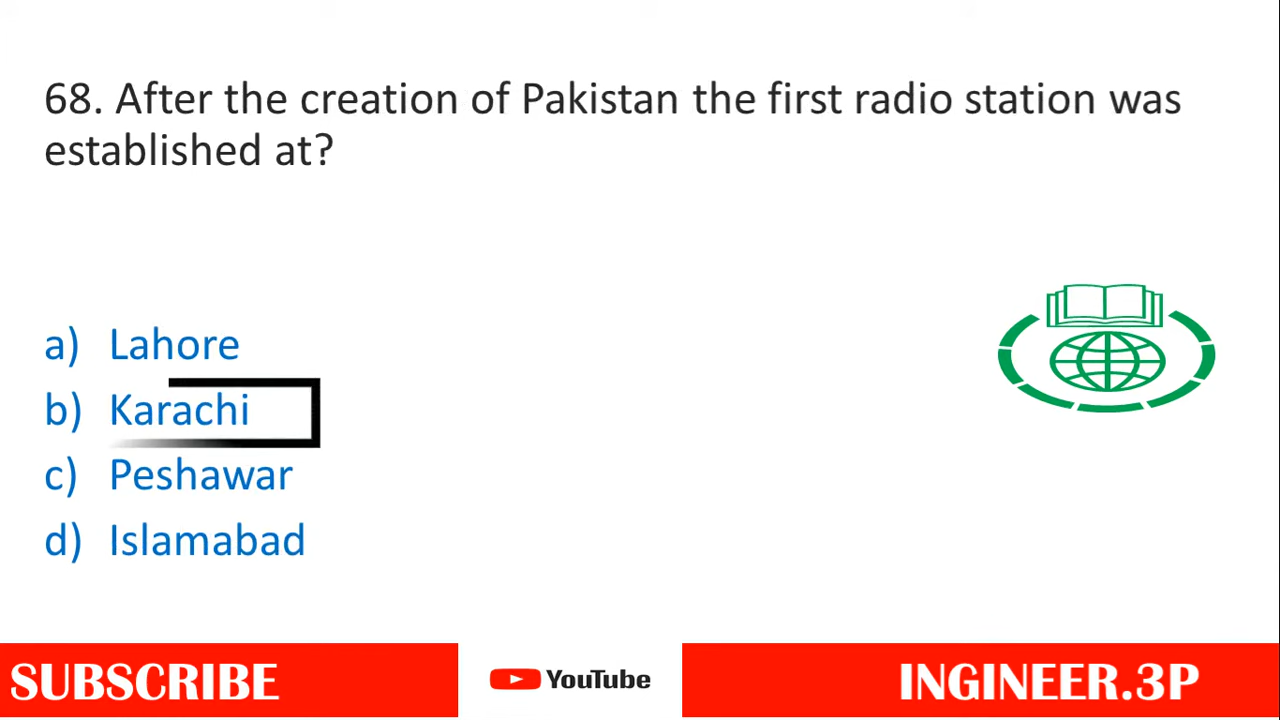 68. After the creation of Pakistan the first radio station was
established at?
a) Lahore
b) Karachi
c) Peshawar
d) Islamabad
SUBSCRIBE YouTube INGINEER.3P